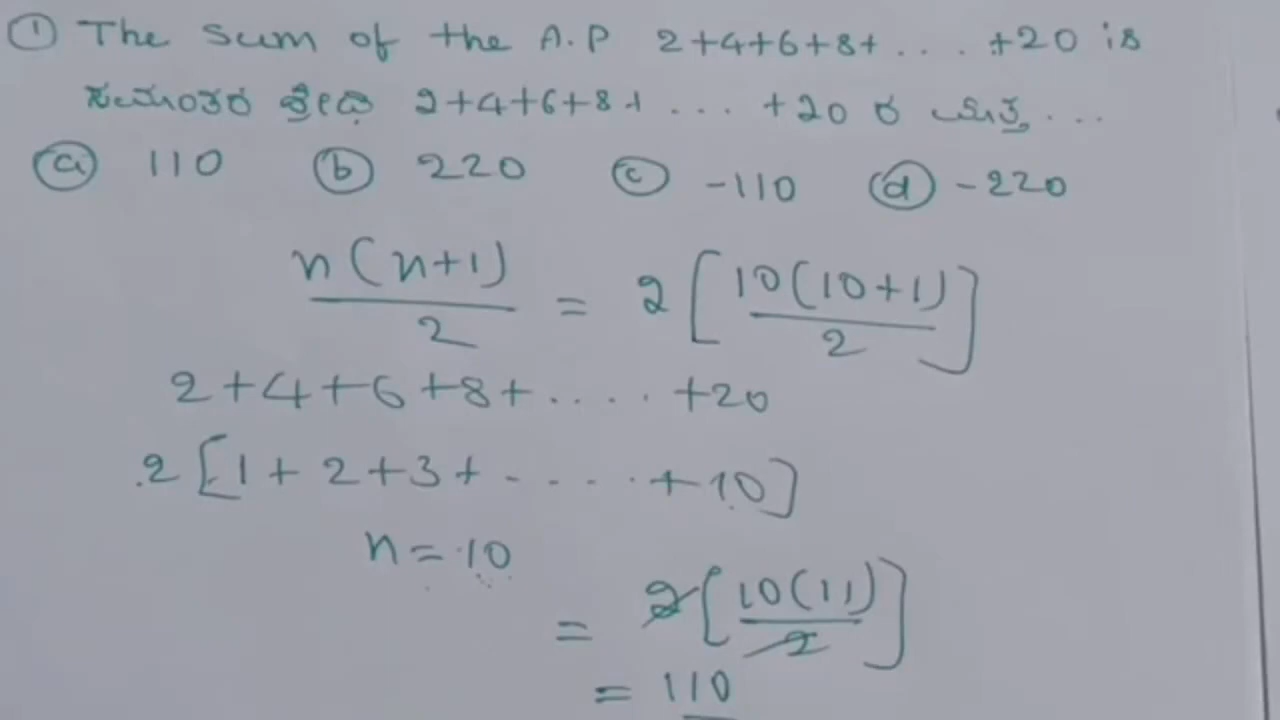 ① The Sum of the A.P 2+4+6+8+ .... +20 is
ಸಮಾಂತರ ಶ್ರೇಢಿ 2+4+6+8+ ... +20 ರ ಮೊತ್ತ ...
ⓐ 110 ⓑ 220 ⓒ -110 ⓓ -220
n(n+1)/2 = 2[10(10+1)/2]
2+4+6+8+ .... +20
2[1+2+3+ ..... +10]
n = 10
= 2[10(11)/2]
= 110